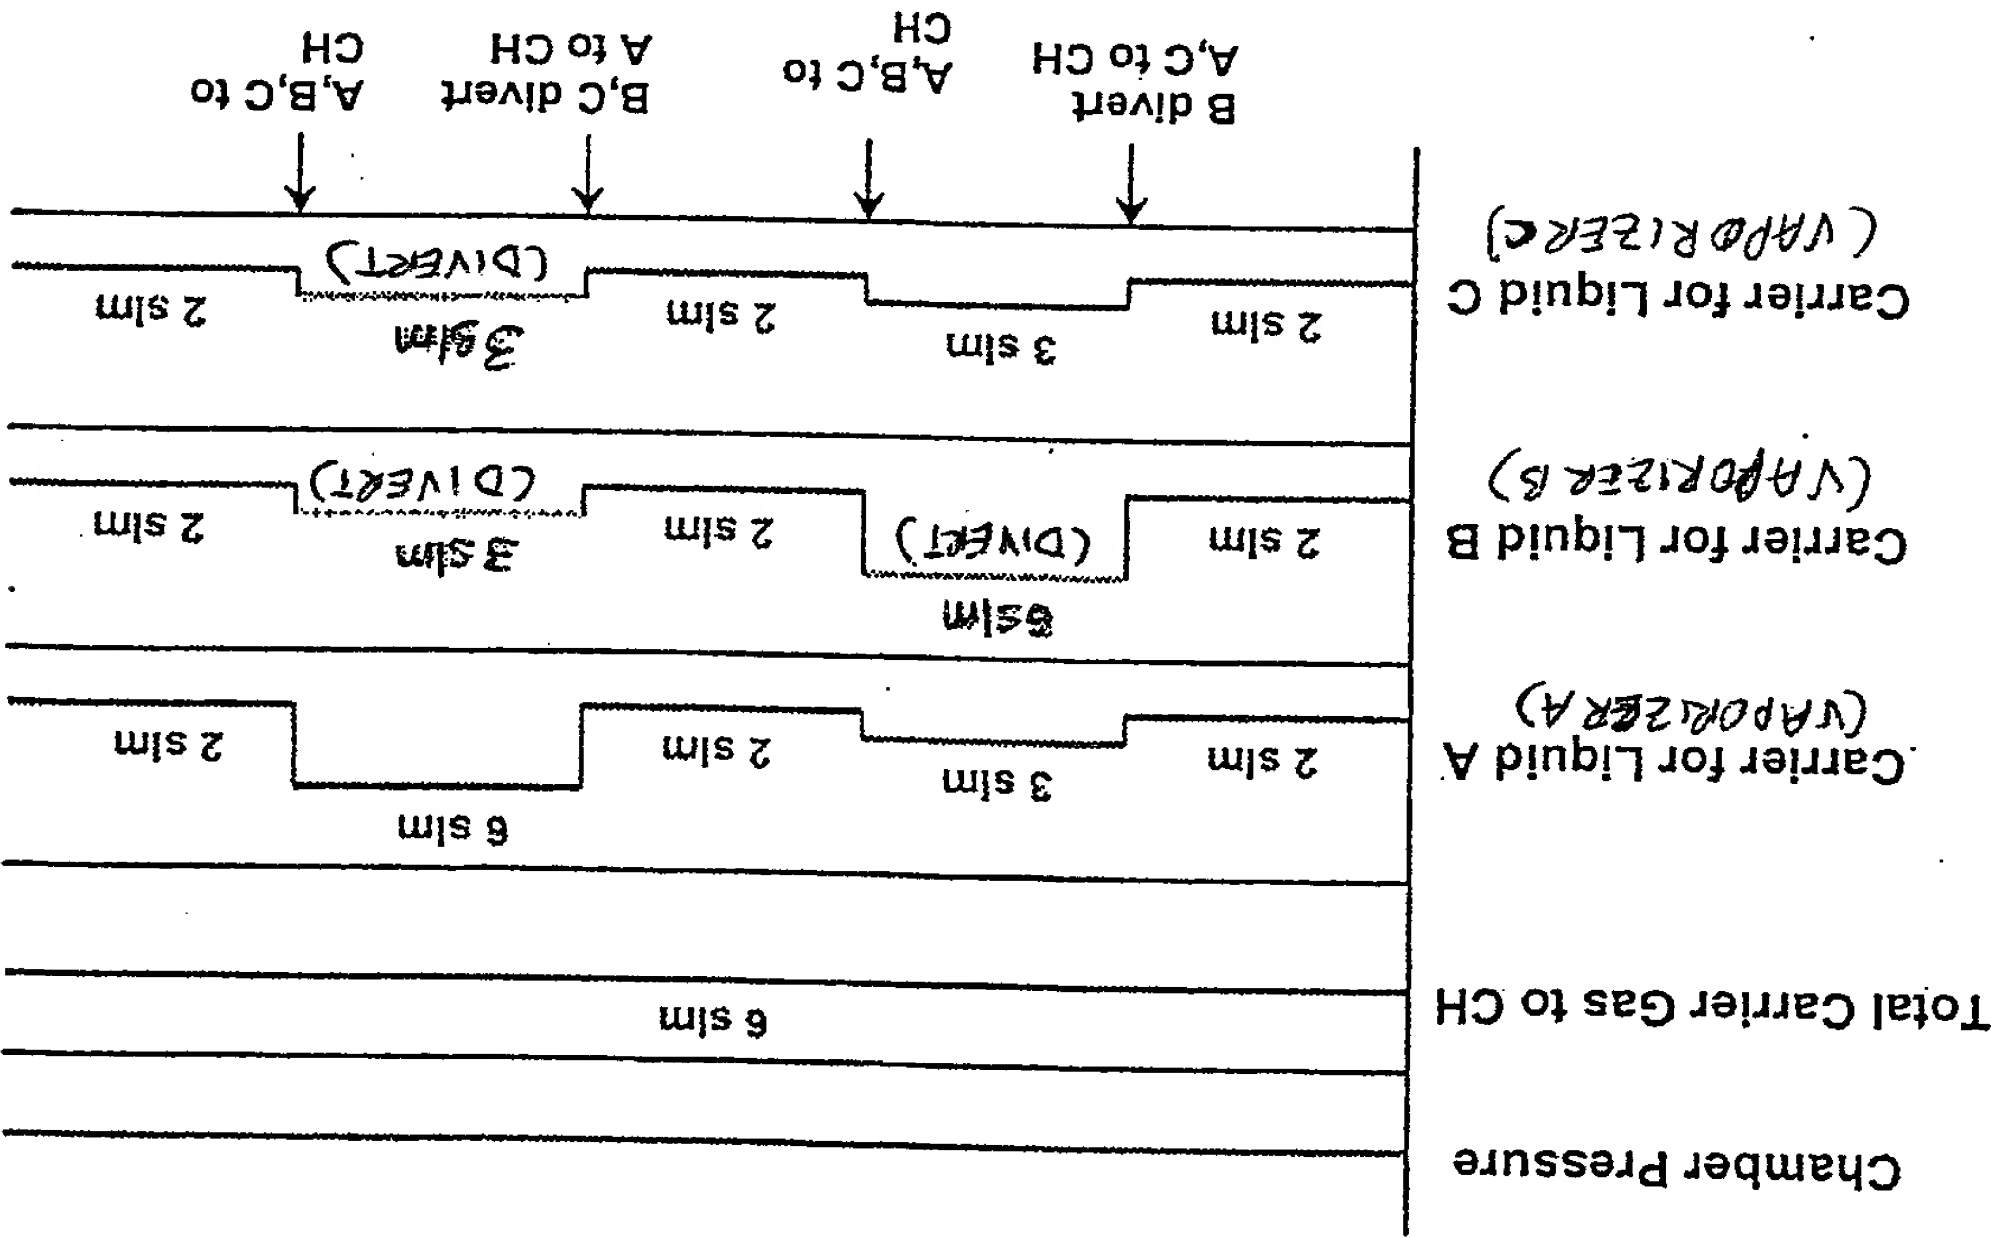 Chamber Pressure
6 slm
Total Carrier Gas to CH
6 slm
Carrier for Liquid A
(VAPORIZER A)
2 slm
3 slm
2 slm
2 slm
Carrier for Liquid B
(VAPORIZER B)
2 slm
(DIVERT)
2 slm
3 slm
(DIVERT)
2 slm
Carrier for Liquid C
(VAPORIZER C)
2 slm
3 slm
2 slm
3 slm
(DIVERT)
2 slm
B divert
A,C to CH
A,B,C to
CH
B,C divert
A to CH
A,B,C to
CH